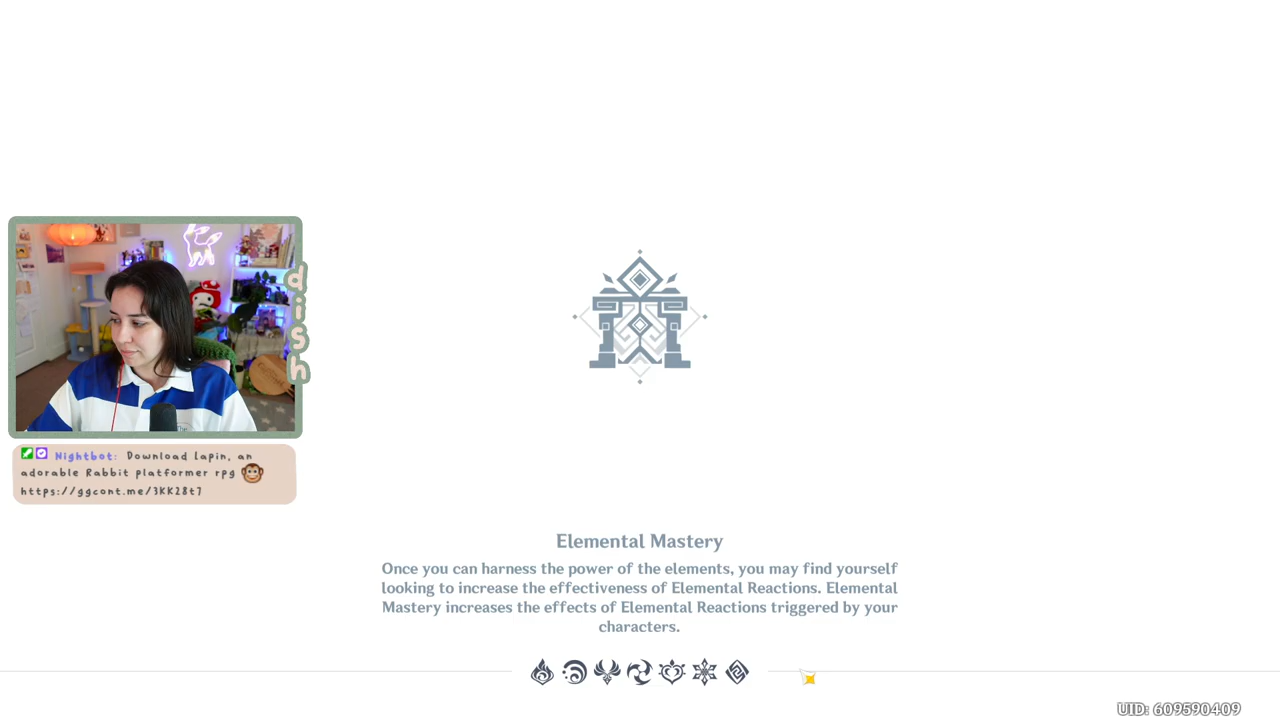 dish
Nightbot: Download lapin, an
adorable Rabbit platformer rpg
https://ggcont.me/3KK28t7
Elemental Mastery
Once you can harness the power of the elements, you may find yourself
looking to increase the effectiveness of Elemental Reactions. Elemental
Mastery increases the effects of Elemental Reactions triggered by your
characters.
UID: 609590409